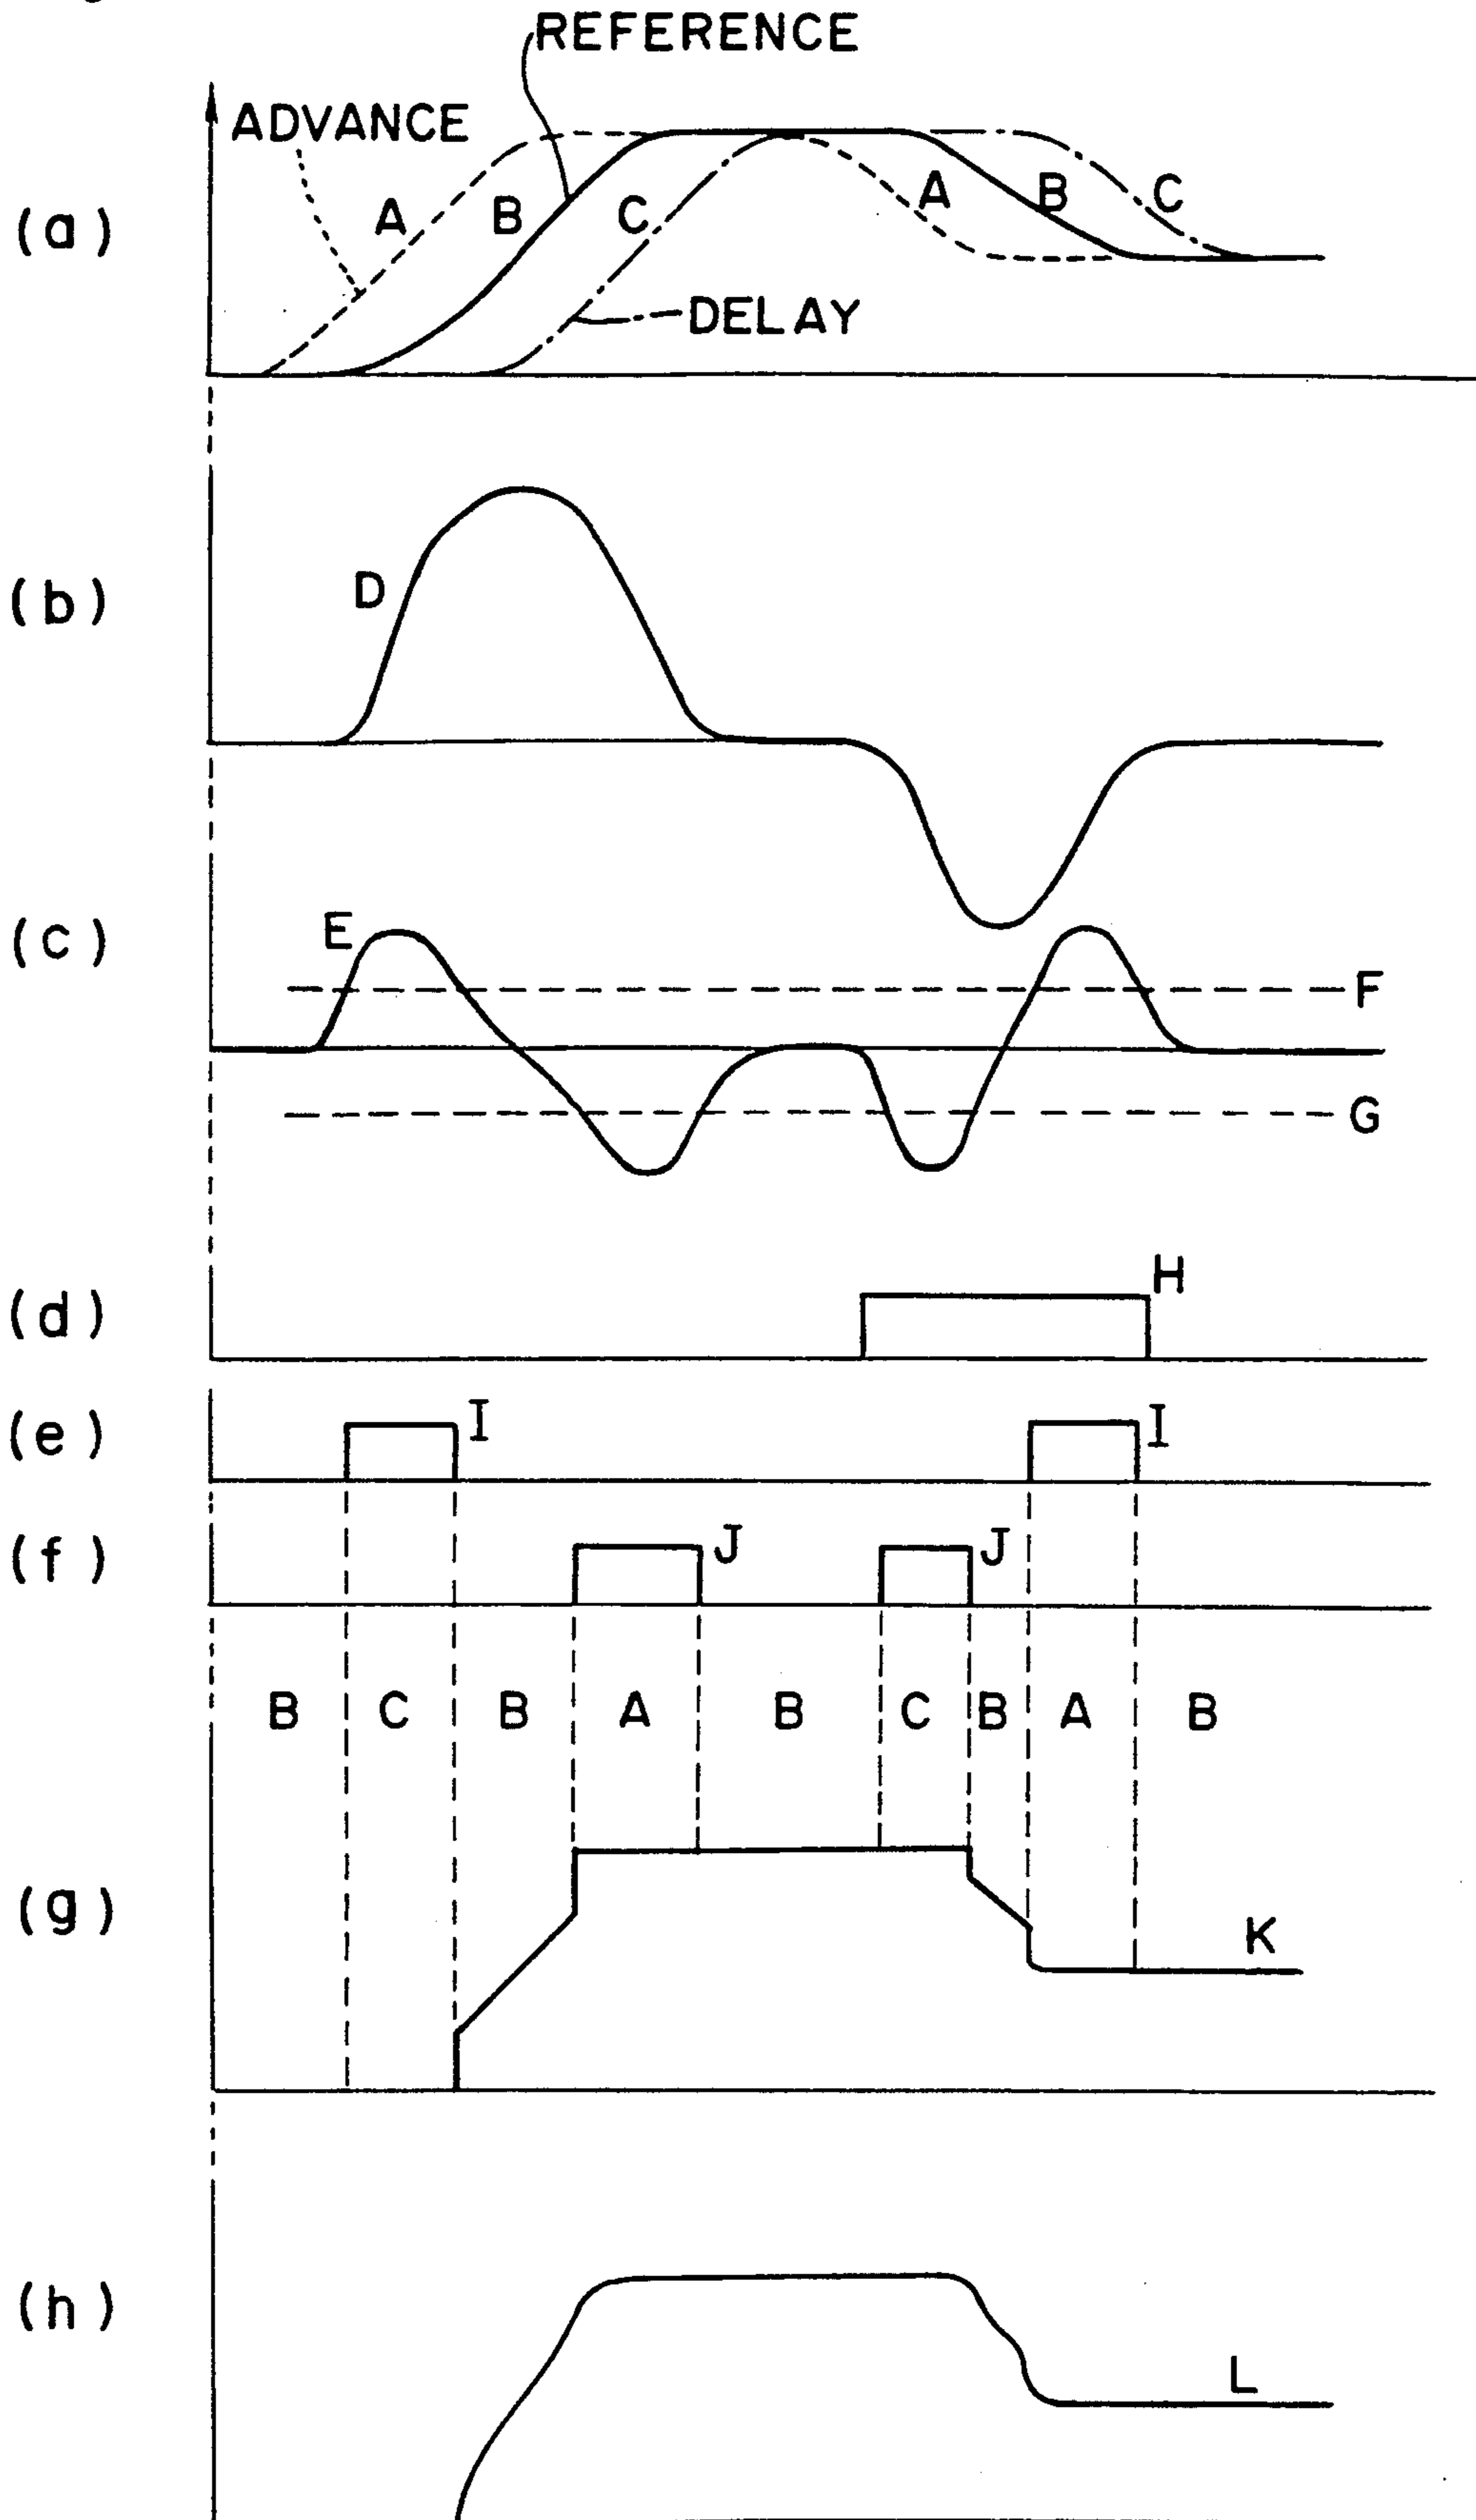 REFERENCE
ADVANCE
(a)
A B C A B C
DELAY
(b)
D
(c)
E
F
G
(d)
H
(e)
I I
(f)
J J
B C B A B C B A B
(g)
K
(h)
L